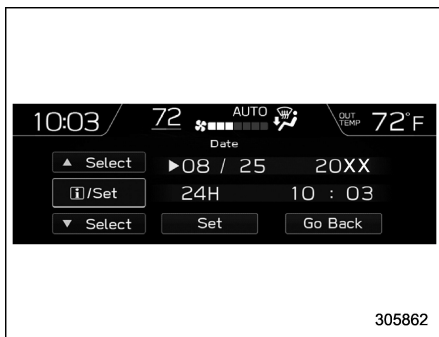 10:03 72 AUTO OUT TEMP 72°F
Date
▲ Select ▶08 / 25 20XX
i/Set 24H 10 : 03
▼ Select Set Go Back
305862